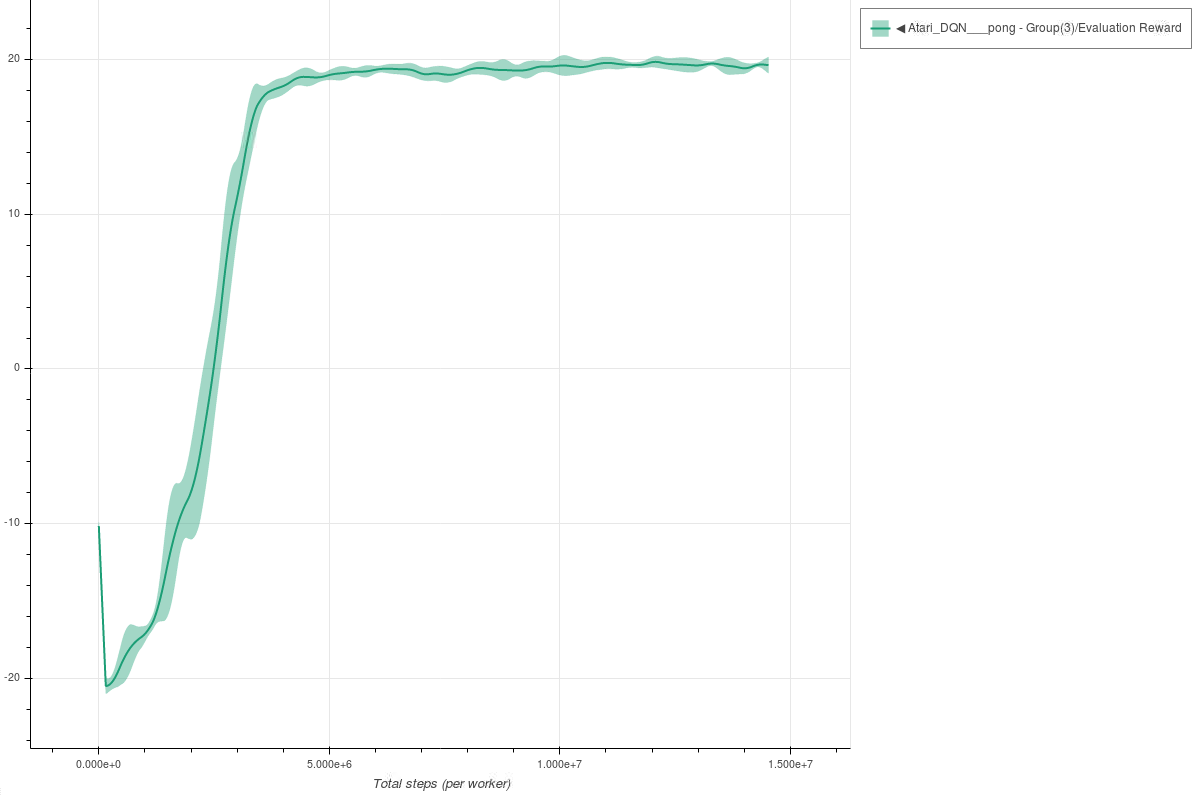 ◀ Atari_DQN___pong - Group(3)/Evaluation Reward
20
10
0
-10
-20
0.000e+0 5.000e+6 1.000e+7 1.500e+7
Total steps (per worker)